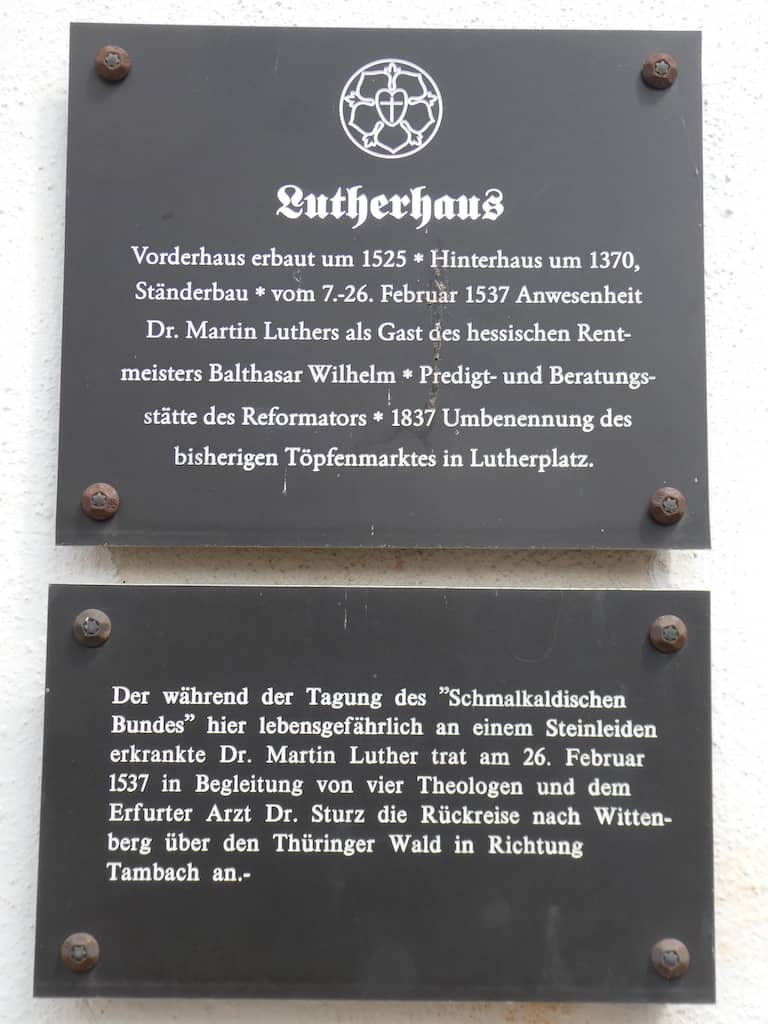 Lutherhaus
Vorderhaus erbaut um 1525 * Hinterhaus um 1370,
Ständerbau * vom 7.-26. Februar 1537 Anwesenheit
Dr. Martin Luthers als Gast des hessischen Rent-
meisters Balthasar Wilhelm * Predigt- und Beratungs-
stätte des Reformators * 1837 Umbenennung des
bisherigen Töpfenmarktes in Lutherplatz.
Der während der Tagung des ”Schmalkaldischen
Bundes” hier lebensgefährlich an einem Steinleiden
erkrankte Dr. Martin Luther trat am 26. Februar
1537 in Begleitung von vier Theologen und dem
Erfurter Arzt Dr. Sturz die Rückreise nach Witten-
berg über den Thüringer Wald in Richtung
Tambach an.-